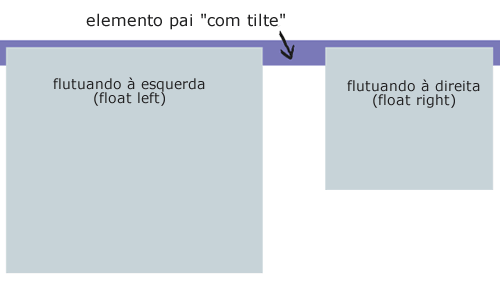 elemento pai "com tilte"
flutuando à esquerda
(float left)
flutuando à direita
(float right)